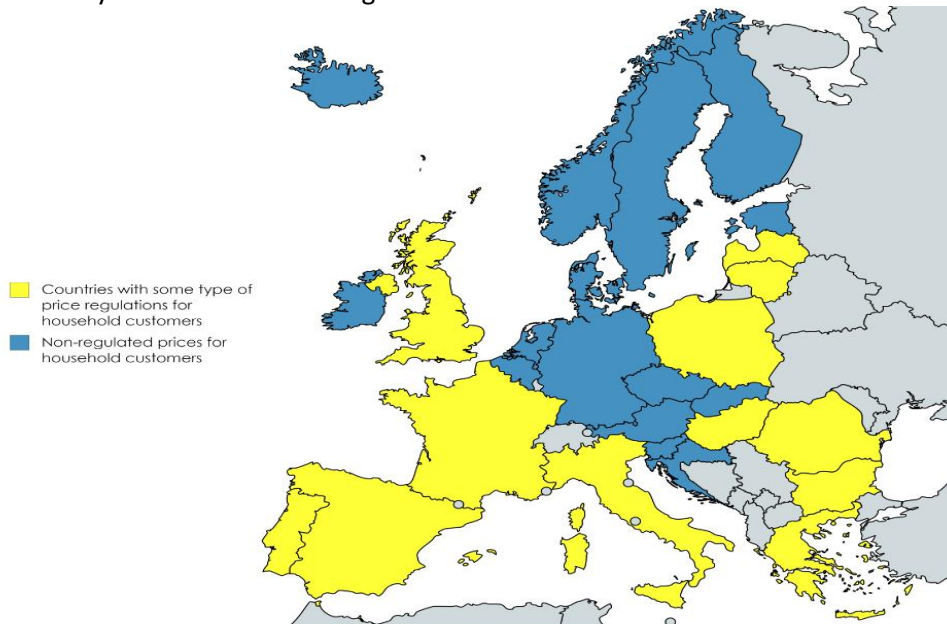 Countries with some type of
price regulations for
household customers
Non-regulated prices for
household customers